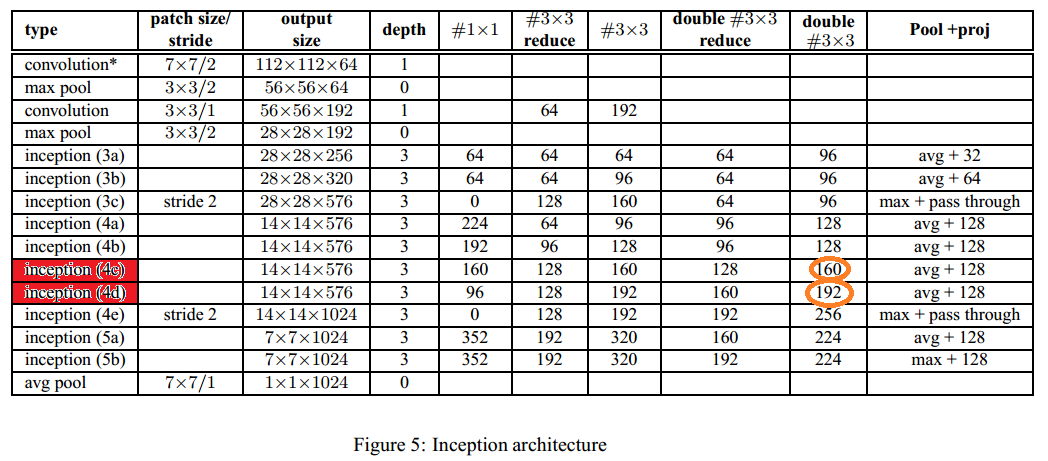 type patch size/ stride output size depth #1×1 #3×3 reduce #3×3 double #3×3 reduce double #3×3 Pool +proj
convolution* 7×7/2 112×112×64 1
max pool 3×3/2 56×56×64 0
convolution 3×3/1 56×56×192 1 64 192
max pool 3×3/2 28×28×192 0
inception (3a) 28×28×256 3 64 64 64 64 96 avg + 32
inception (3b) 28×28×320 3 64 64 96 64 96 avg + 64
inception (3c) stride 2 28×28×576 3 0 128 160 64 96 max + pass through
inception (4a) 14×14×576 3 224 64 96 96 128 avg + 128
inception (4b) 14×14×576 3 192 96 128 96 128 avg + 128
inception (4c) 14×14×576 3 160 128 160 128 160 avg + 128
inception (4d) 14×14×576 3 96 128 192 160 192 avg + 128
inception (4e) stride 2 14×14×1024 3 0 128 192 192 256 max + pass through
inception (5a) 7×7×1024 3 352 192 320 160 224 avg + 128
inception (5b) 7×7×1024 3 352 192 320 192 224 max + 128
avg pool 7×7/1 1×1×1024 0
Figure 5: Inception architecture